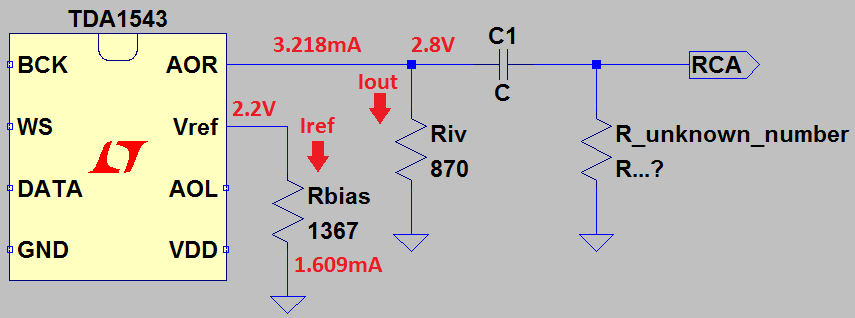 TDA1543
BCK
AOR
3.218mA
2.8V
C1
C
RCA
Iout
WS
Vref
2.2V
Iref
Riv
870
R_unknown_number
R...?
DATA
AOL
Rbias
1367
GND
VDD
1.609mA